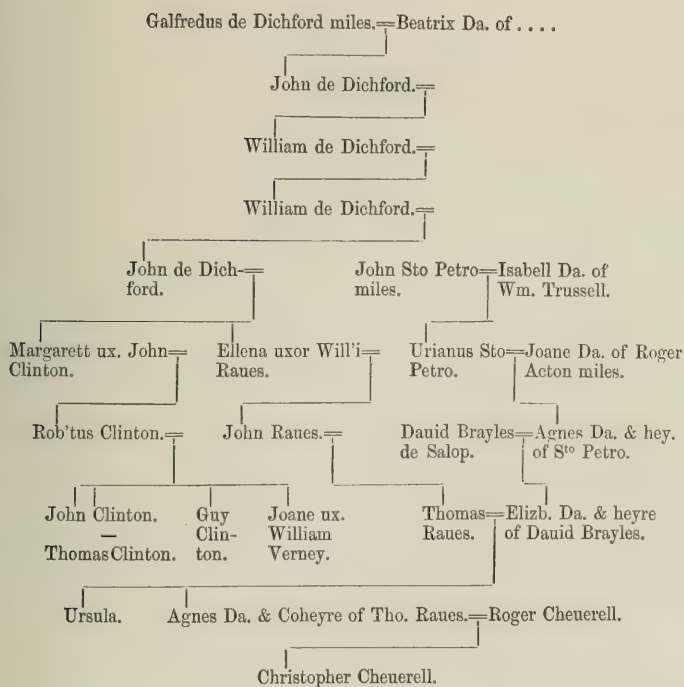 Galfredus de Dichford miles.=Beatrix Da. of ....
John de Dichford.=
William de Dichford.=
William de Dichford.=
John de Dich-= John Sto Petro=Isabell Da. of
ford. miles. Wm. Trussell.
Margarett ux. John= Ellena uxor Will'i= Urianus Sto=Joane Da. of Roger
Clinton. Raues. Petro. Acton miles.
Rob'tus Clinton.= John Raues.= Dauid Brayles=Agnes Da. & hey.
de Salop. of Sto Petro.
John Clinton. Guy Joane ux. Thomas=Elizb. Da. & heyre
— Clin- William Raues. of Dauid Brayles.
Thomas Clinton. ton. Verney.
Ursula. Agnes Da. & Coheyre of Tho. Raues.=Roger Cheuerell.
Christopher Cheuerell.